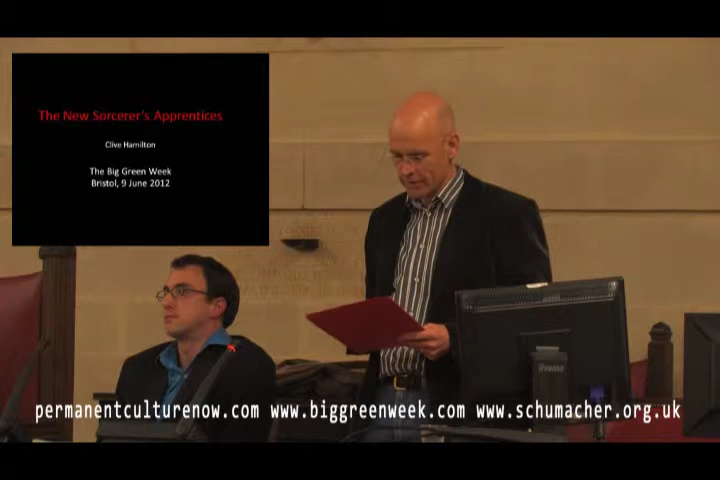 The New Sorcerer's Apprentices
Clive Hamilton
The Big Green Week
Bristol, 9 June 2012
iiyama
permanentculturenow.com www.biggreenweek.com www.schumacher.org.uk